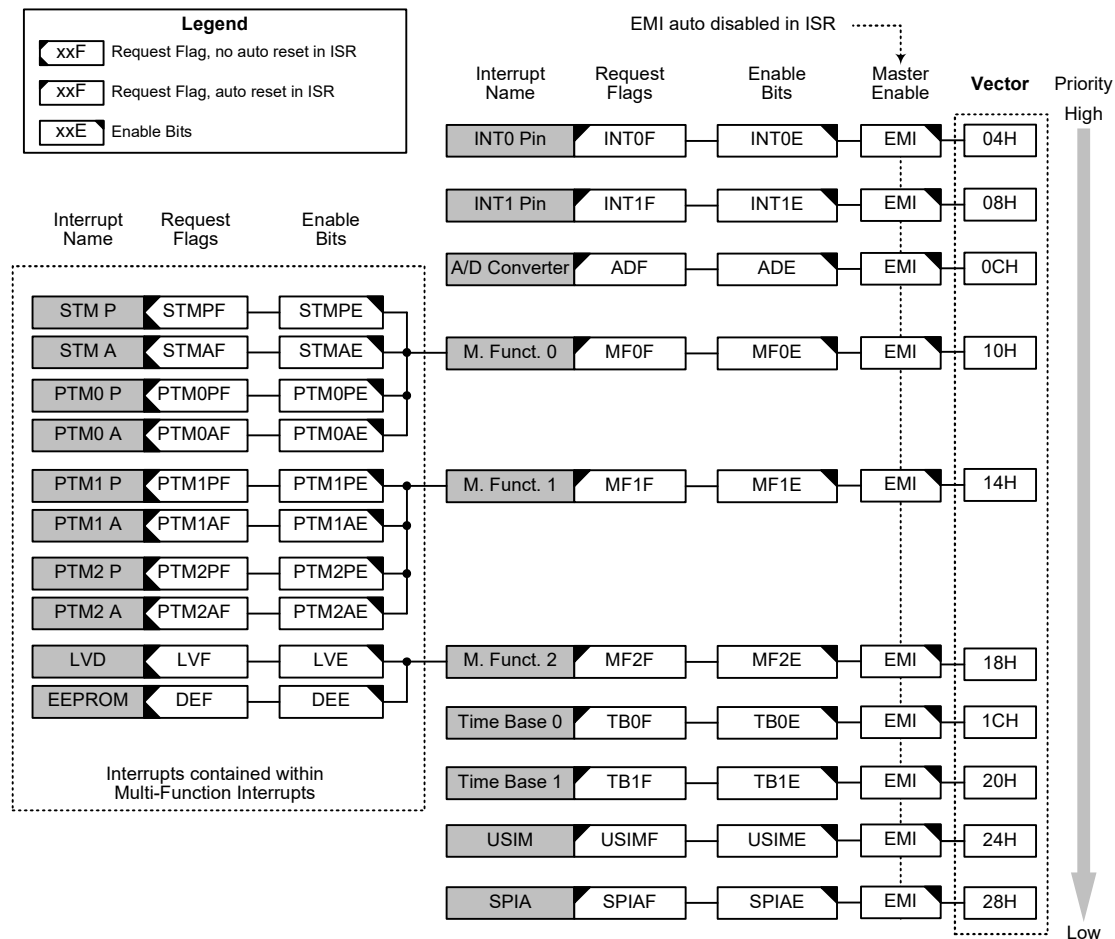 Legend
xxF Request Flag, no auto reset in ISR
xxF Request Flag, auto reset in ISR
xxE Enable Bits
EMI auto disabled in ISR
Interrupt Name Request Flags Enable Bits Master Enable Vector Priority
High
INT0 Pin INT0F INT0E EMI 04H
INT1 Pin INT1F INT1E EMI 08H
A/D Converter ADF ADE EMI 0CH
M. Funct. 0 MF0F MF0E EMI 10H
M. Funct. 1 MF1F MF1E EMI 14H
M. Funct. 2 MF2F MF2E EMI 18H
Time Base 0 TB0F TB0E EMI 1CH
Time Base 1 TB1F TB1E EMI 20H
USIM USIMF USIME EMI 24H
SPIA SPIAF SPIAE EMI 28H
Low
Interrupt Name Request Flags Enable Bits
STM P STMPF STMPE
STM A STMAF STMAE
PTM0 P PTM0PF PTM0PE
PTM0 A PTM0AF PTM0AE
PTM1 P PTM1PF PTM1PE
PTM1 A PTM1AF PTM1AE
PTM2 P PTM2PF PTM2PE
PTM2 A PTM2AF PTM2AE
LVD LVF LVE
EEPROM DEF DEE
Interrupts contained within
Multi-Function Interrupts